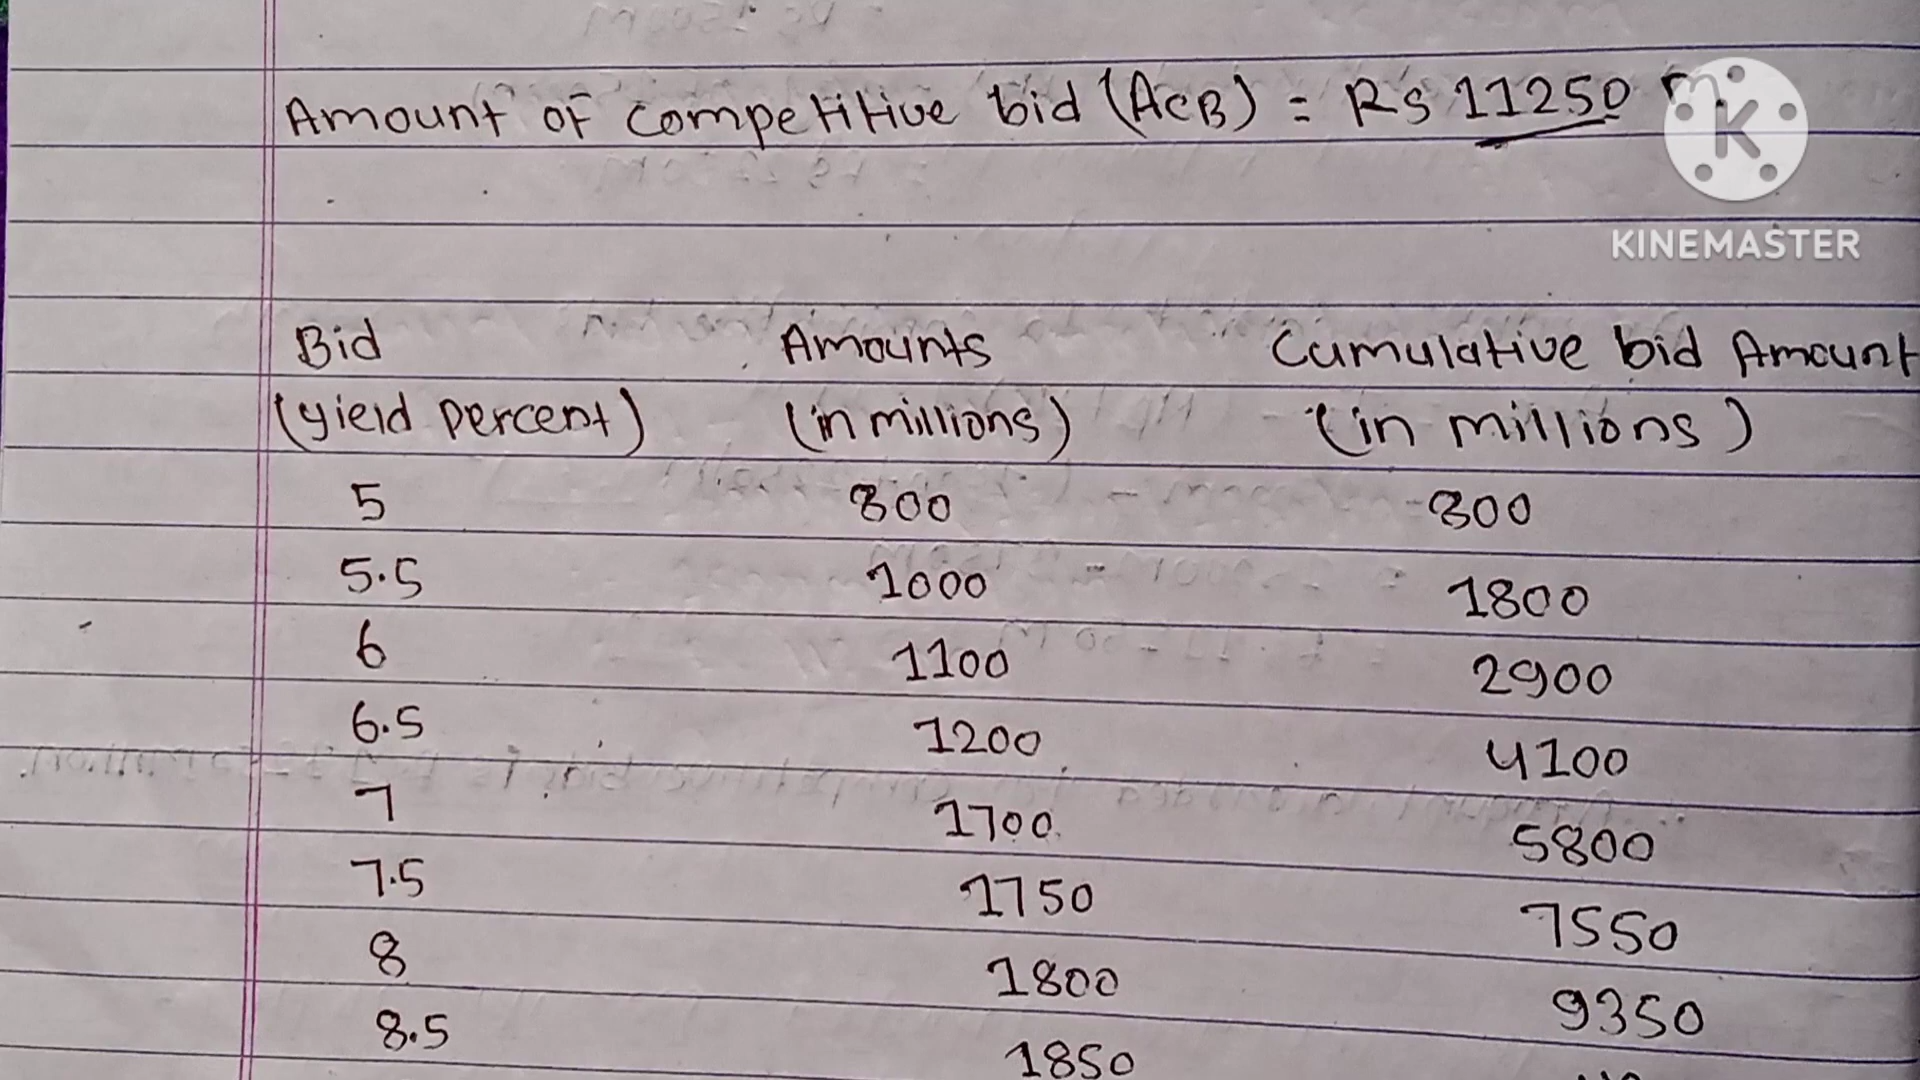 Amount of competitive bid (ACB) = Rs 11250 m
KINEMASTER
Bid Amounts Cumulative bid Amount
(yield percent) (in millions) (in millions)
5 800 800
5.5 1000 1800
6 1100 2900
6.5 1200 4100
7 1700 5800
7.5 1750 7550
8 1800 9350
8.5 1850